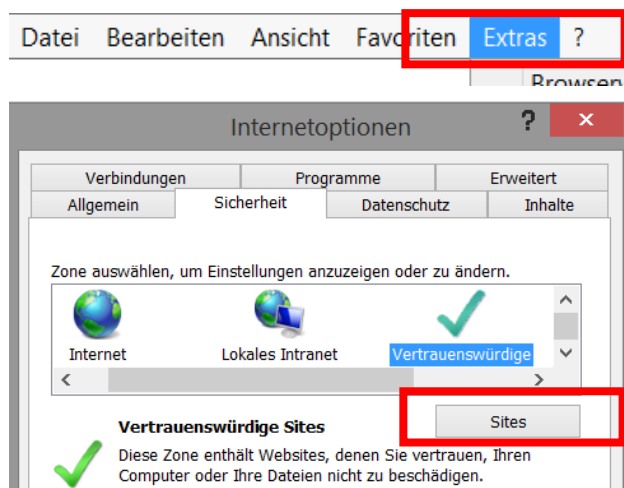 Datei Bearbeiten Ansicht Favoriten Extras ?
Browser
Internetoptionen ? ×
Verbindungen Programme Erweitert
Allgemein Sicherheit Datenschutz Inhalte
Zone auswählen, um Einstellungen anzuzeigen oder zu ändern.
Internet Lokales Intranet Vertrauenswürdige
Sites
Vertrauenswürdige Sites
Diese Zone enthält Websites, denen Sie vertrauen, Ihren
Computer oder Ihre Dateien nicht zu beschädigen.